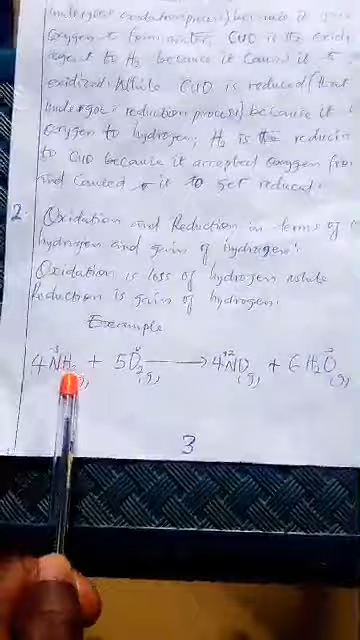 undergoes oxidation process) because it
oxygen to form water, CuO is the oxidi
agent to H2 because it caused it to
oxidized. While CuO is reduced (that
undergoes reduction process) because it
oxygen to hydrogen, H2 is the reducin
to CuO because it accepted oxygen from
and caused it to get reduced.
2. Oxidation and Reduction in terms of
hydrogen and gain of hydrogen:
Oxidation is loss of hydrogen while
Reduction is gain of hydrogen.
Example
4NH3(g) + 5O2(g) → 4NO(g) + 6H2O(g)
3